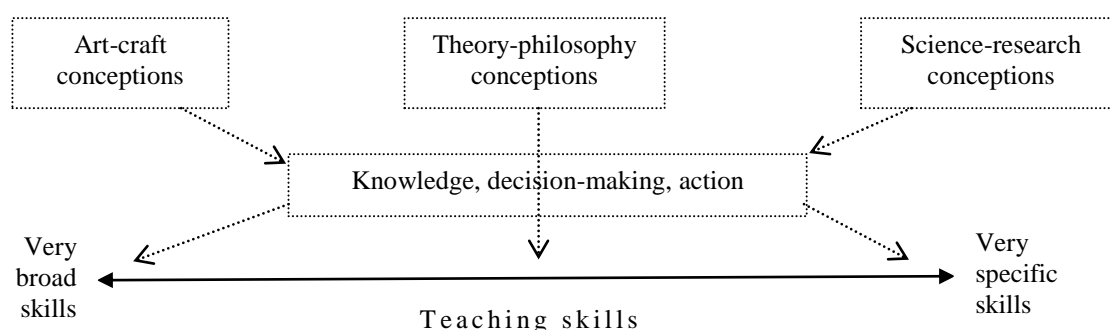 Art-craft
conceptions
Theory-philosophy
conceptions
Science-research
conceptions
Knowledge, decision-making, action
Very
broad
skills
Very
specific
skills
Teaching skills